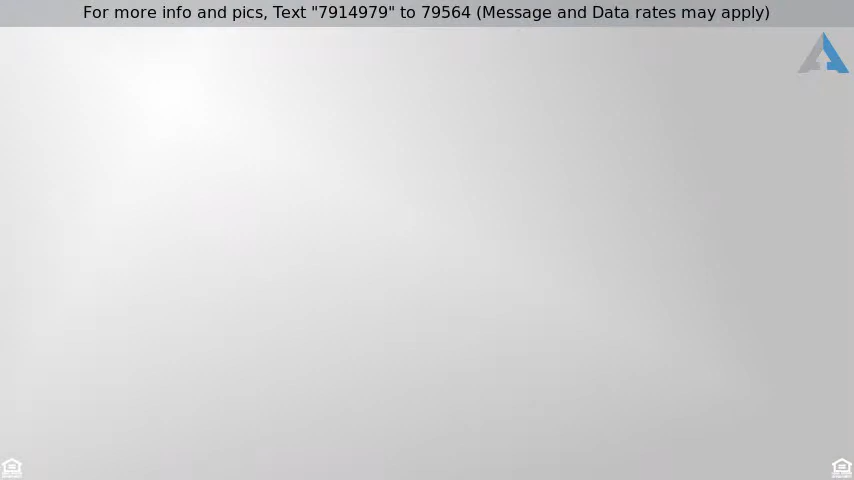 For more info and pics, Text "7914979" to 79564 (Message and Data rates may apply)